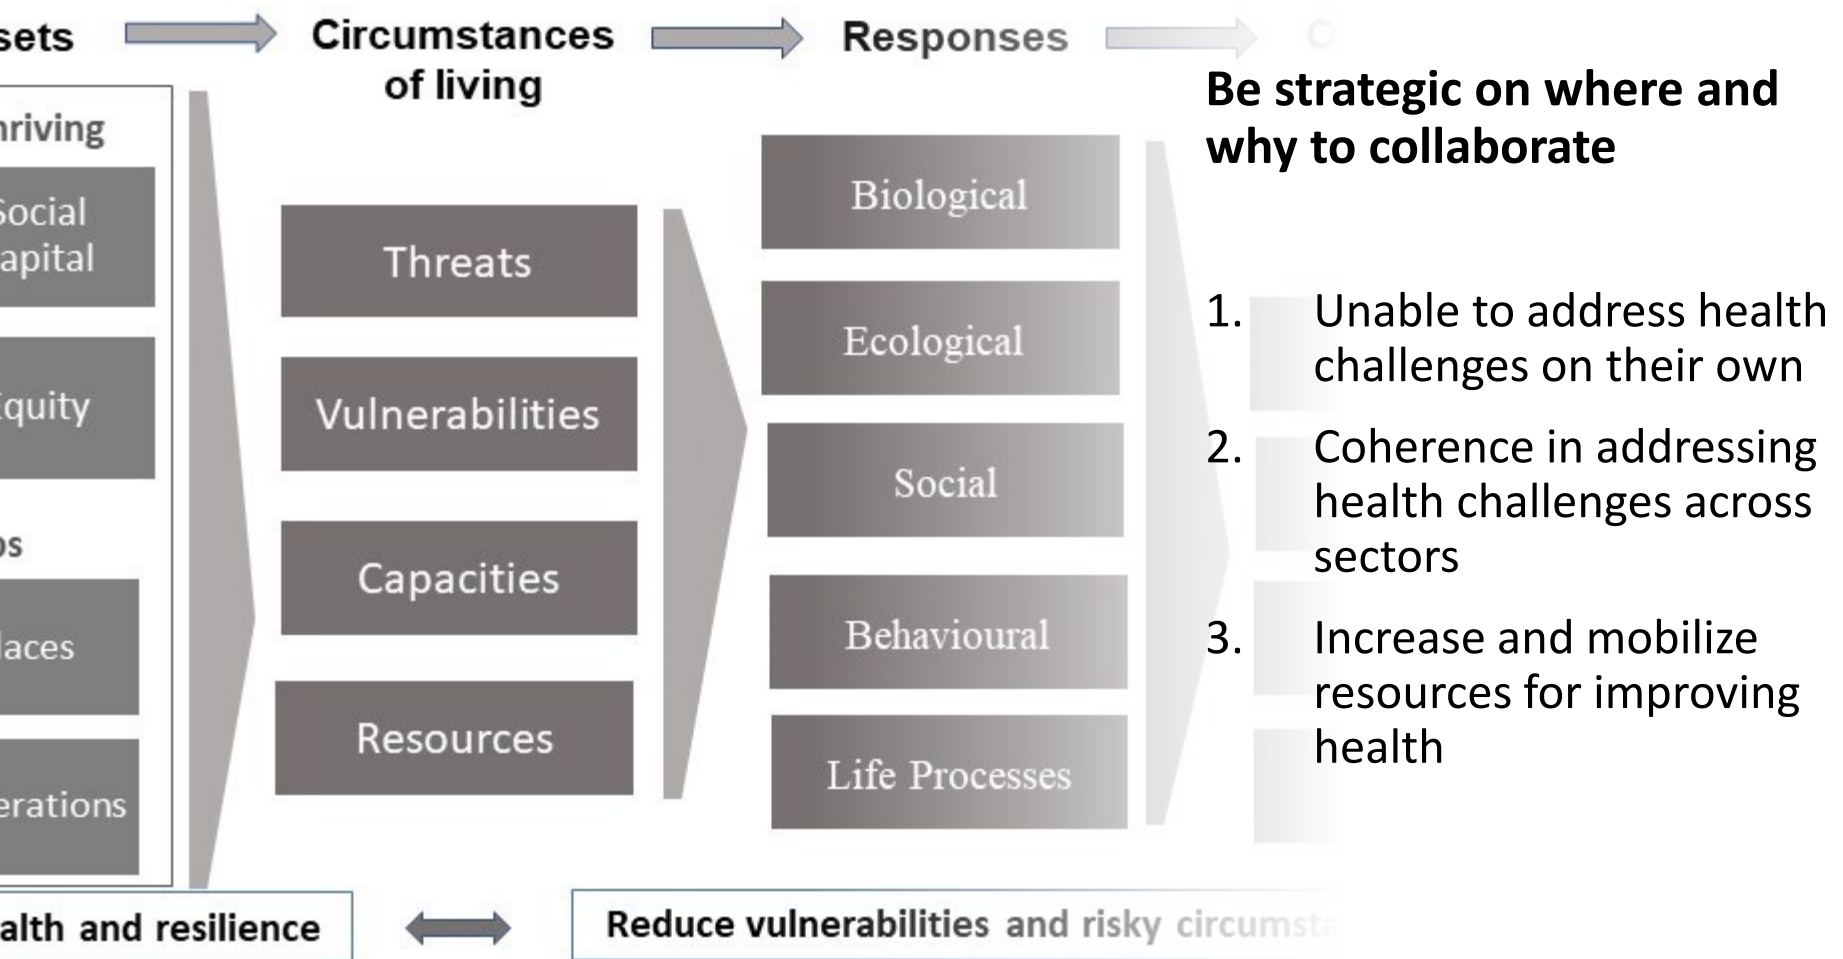 sets
Circumstances
of living
Responses
hriving
Social
apital
Equity
ps
laces
erations
Threats
Vulnerabilities
Capacities
Resources
Biological
Ecological
Social
Behavioural
Life Processes
Be strategic on where and
why to collaborate
1. Unable to address health
challenges on their own
2. Coherence in addressing
health challenges across
sectors
3. Increase and mobilize
resources for improving
health
alth and resilience
Reduce vulnerabilities and risky circumsta